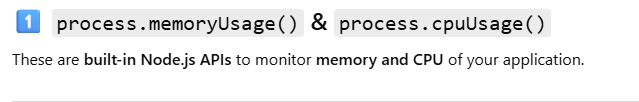 1️⃣ process.memoryUsage() & process.cpuUsage()
These are built-in Node.js APIs to monitor memory and CPU of your application.